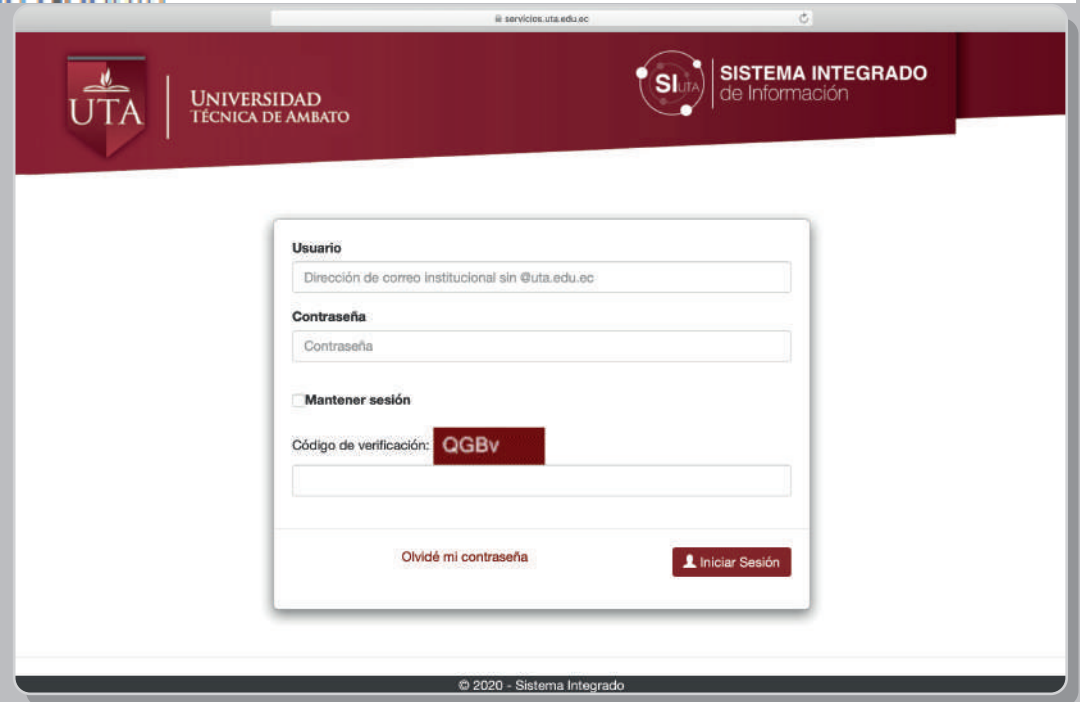 servicios.uta.edu.ec
UTA
UNIVERSIDAD
TÉCNICA DE AMBATO
SIUTA
SISTEMA INTEGRADO
de Información
Usuario
Dirección de correo institucional sin @uta.edu.ec
Contraseña
Contraseña
Mantener sesión
Código de verificación: QGBv
Olvidé mi contraseña
Iniciar Sesión
© 2020 - Sistema Integrado